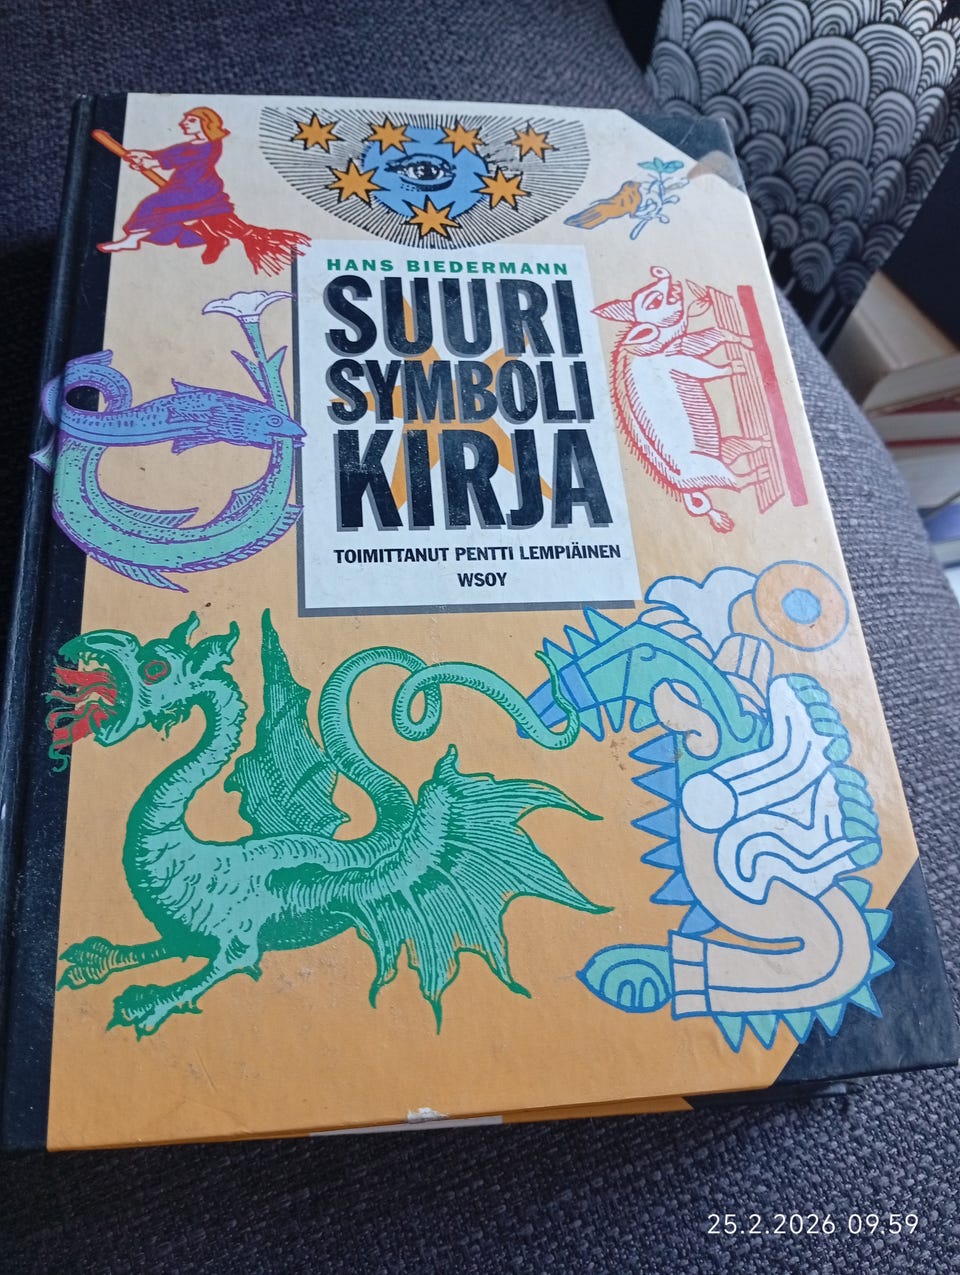 HANS BIEDERMANN
SUURI
SYMBOLI
KIRJA
TOIMITTANUT PENTTI LEMPIÄINEN
WSOY
25.2.2026 09:59